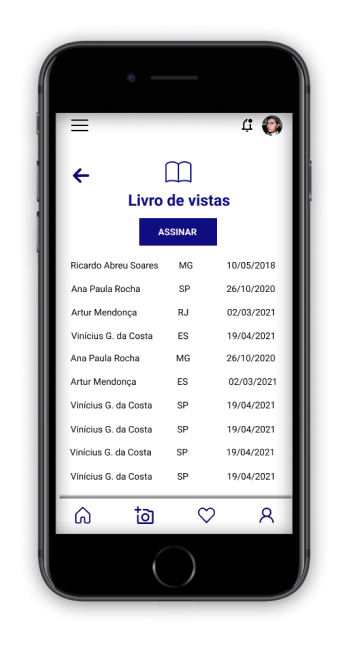 Livro de vistas
ASSINAR
Ricardo Abreu Soares MG 10/05/2018
Ana Paula Rocha SP 26/10/2020
Artur Mendonça RJ 02/03/2021
Vinícius G. da Costa ES 19/04/2021
Ana Paula Rocha MG 26/10/2020
Artur Mendonça ES 02/03/2021
Vinícius G. da Costa SP 19/04/2021
Vinícius G. da Costa SP 19/04/2021
Vinícius G. da Costa SP 19/04/2021
Vinícius G. da Costa SP 19/04/2021